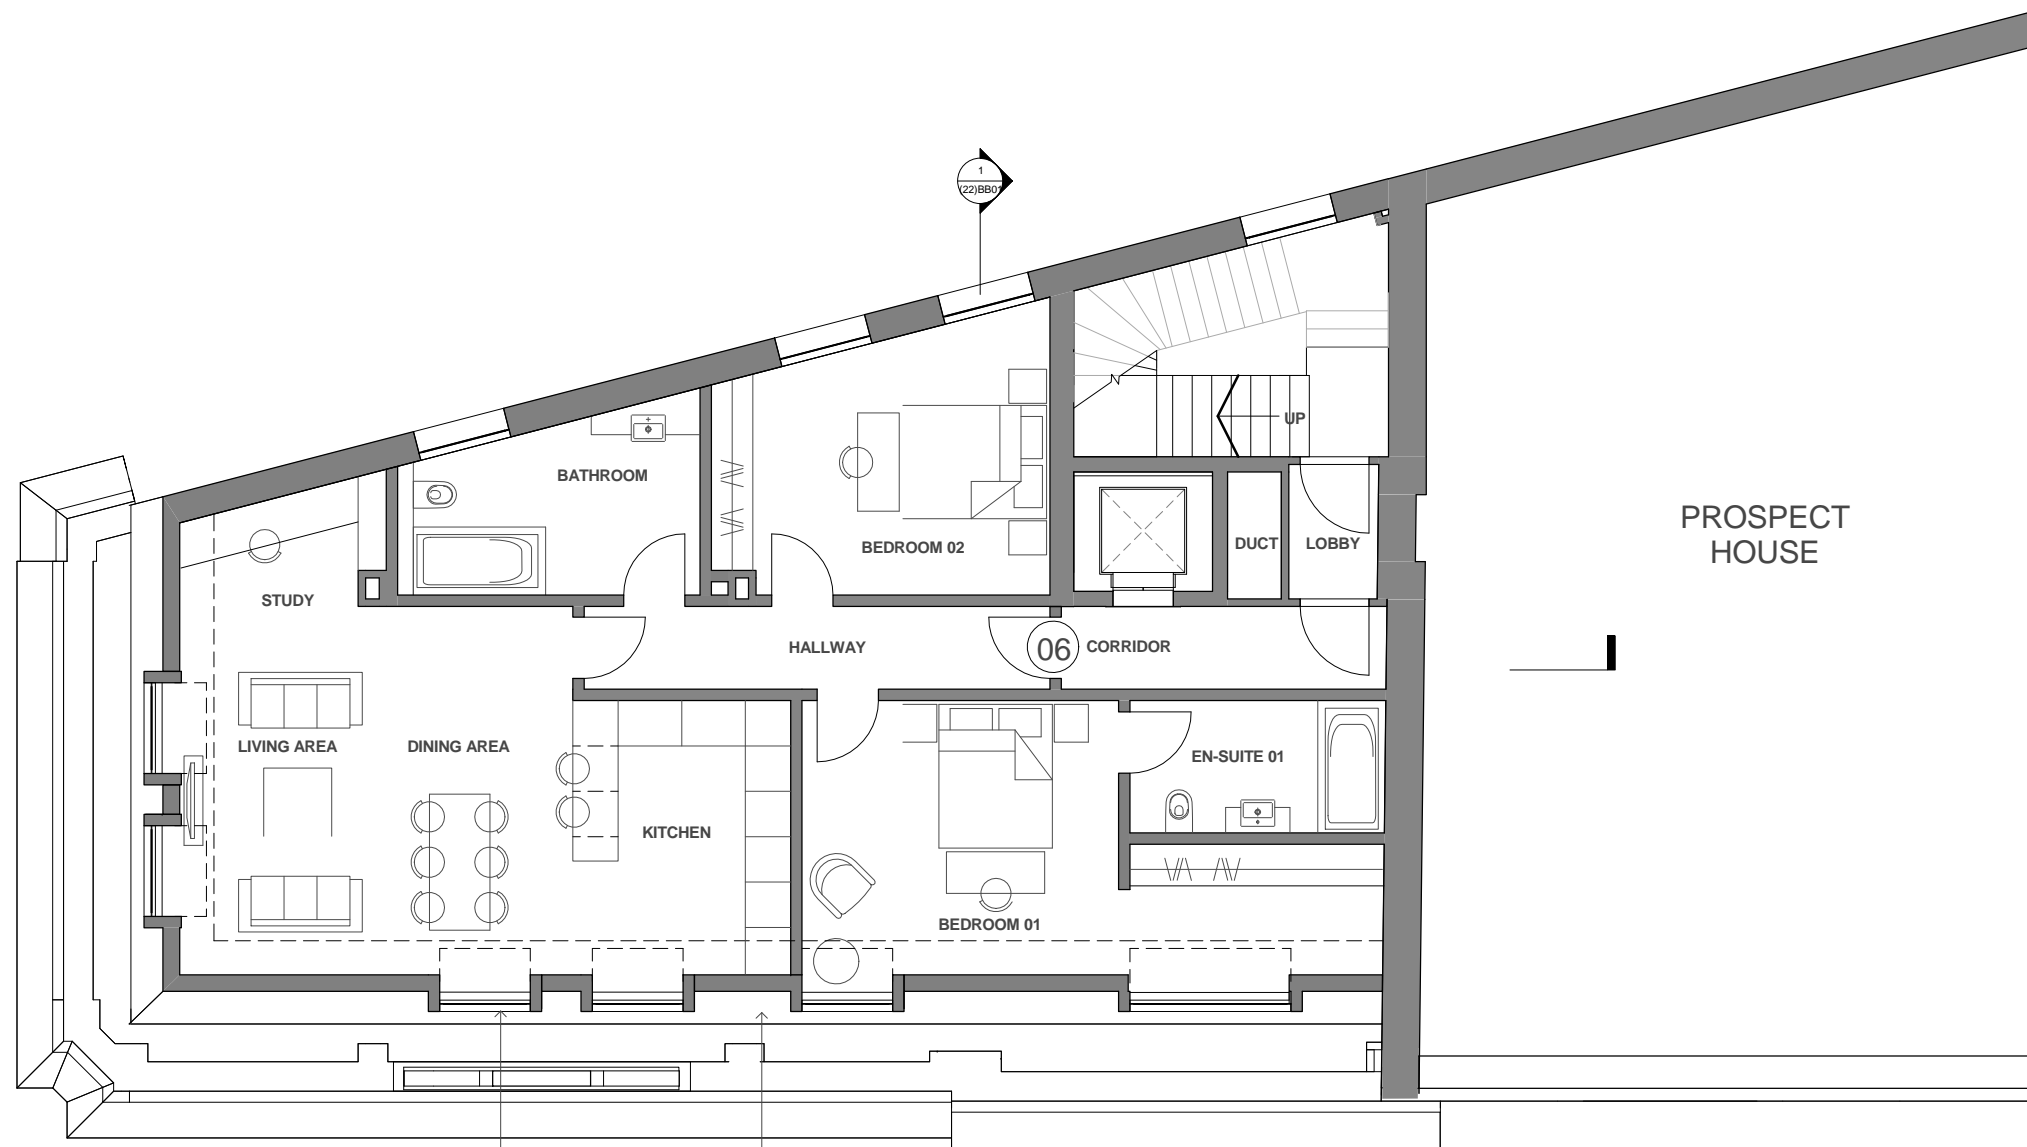 1
(22)BB01
UP
BATHROOM
BEDROOM 02
DUCT
LOBBY
PROSPECT
HOUSE
STUDY
HALLWAY
06
CORRIDOR
LIVING AREA
DINING AREA
EN-SUITE 01
KITCHEN
BEDROOM 01